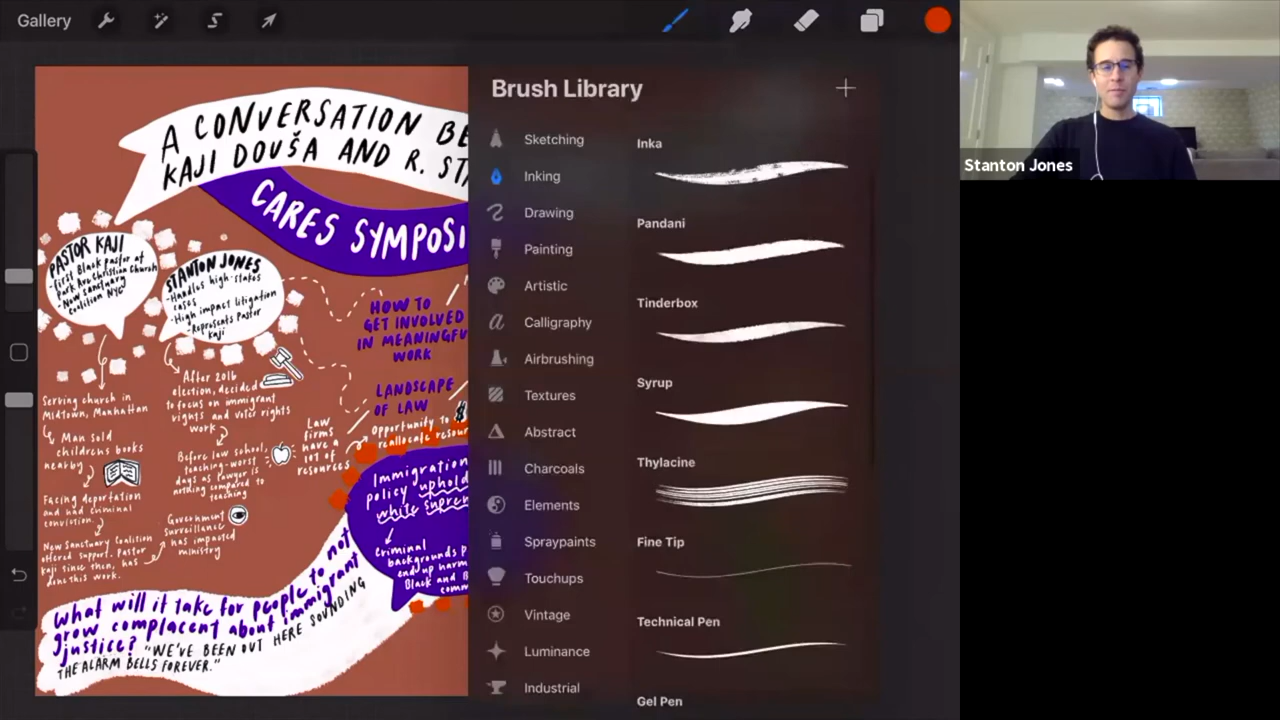 Gallery
A CONVERSATION BE
KAJI DOUŠA AND R. ST
CARES SYMPOSI
PASTOR KAJI
-First Black pastor at
Park Ave Christian Church
-New Sanctuary
Coalition NYC
STANTON JONES
-Handles high-stakes
cases
-High impact litigation
-Represents Pastor
Kaji
HOW TO
GET INVOLVED
IN MEANINGFU
WORK
LANDSCAPE
OF LAW
Serving church in
Midtown, Manhattan
Man sold
childrens books
nearby
Facing deportation
and had criminal
conviction.
New Sanctuary Coalition
offered support. Pastor
Kaji since then, has
done this work.
After 2016
election, decided
to focus on immigrant
rights and voter rights
work
Before law school,
teaching-worst
days as lawyer is
nothing compared to
teaching
Government
surveillance
has impacted
ministry
Law
firms
have a
lot of
resources
Opportunity to $
reallocate resour
Immigration
policy uphold
white suprem
Criminal
backgrounds p
end up harm
Black and B
comm
What will it take for people to not
grow complacent about immigrant
justice? "WE'VE BEEN OUT HERE SOUNDING
THE ALARM BELLS FOREVER."
Brush Library
Sketching
Inking
Drawing
Painting
Artistic
Calligraphy
Airbrushing
Textures
Abstract
Charcoals
Elements
Spraypaints
Touchups
Vintage
Luminance
Industrial
Inka
Pandani
Tinderbox
Syrup
Thylacine
Fine Tip
Technical Pen
Gel Pen
Stanton Jones